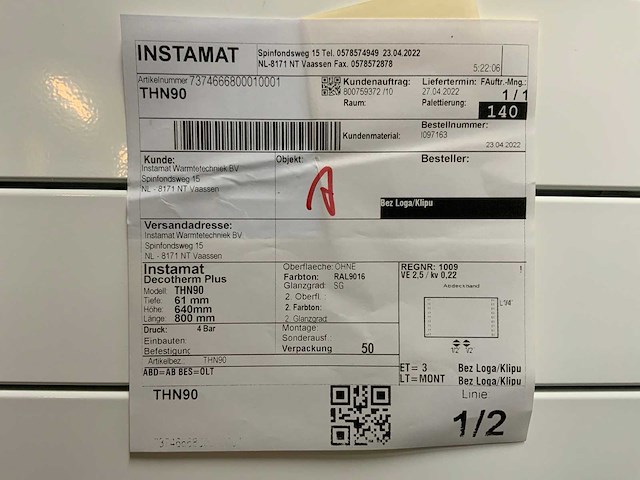 INSTAMAT
Spinfondsweg 15 Tel. 0578574949 23.04.2022
NL-8171 NT Vaassen Fax. 0578572878
5:22:06
Artikelnummer 7374666800010001
THN90
Kundenauftrag: Liefertermin: FAuftr.-Mng.:
800759372 /10 27.04.2022 1 / 1
Raum: Palettierung: 140
Bestellnummer:
Kundenmaterial: I097163
23.04.2022
Kunde: Objekt: Besteller:
Instamat Warmtetechniek BV
Spinfondsweg 15
NL - 8171 NT Vaassen
A
Bez Loga/Klipu
Versandadresse:
Instamat Warmtetechniek BV
Spinfondsweg 15
NL - 8171 NT Vaassen
Instamat
Decotherm Plus
Modell: THN90
Tiefe: 61 mm
Höhe: 640mm
Länge: 800 mm
Druck: 4 Bar
Einbauten:
Befestigung
Artikelbez.: THN90
ABD=AB BES=OLT
Oberflaeche: OHNE
Farbton: RAL9016
Glanzgrad: SG
2. Oberfl.:
2. Farbton:
2. Glanzgrad
Montage:
Sonderausf.:
Verpackung 50
REGNR: 1009 !
VE 2,5 / kv 0,22
Abdeckband
1/2 1/2
ET= 3 Bez Loga/Klipu
LT=MONT Bez Loga/Klipu
THN90
Linie
1/2